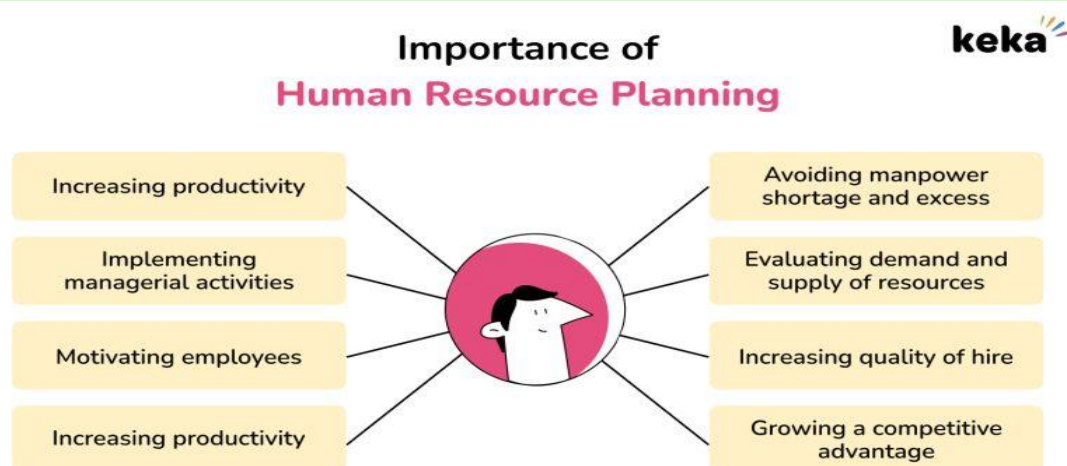 Importance of
Human Resource Planning
keka
Increasing productivity
Implementing
managerial activities
Motivating employees
Increasing productivity
Avoiding manpower
shortage and excess
Evaluating demand and
supply of resources
Increasing quality of hire
Growing a competitive
advantage